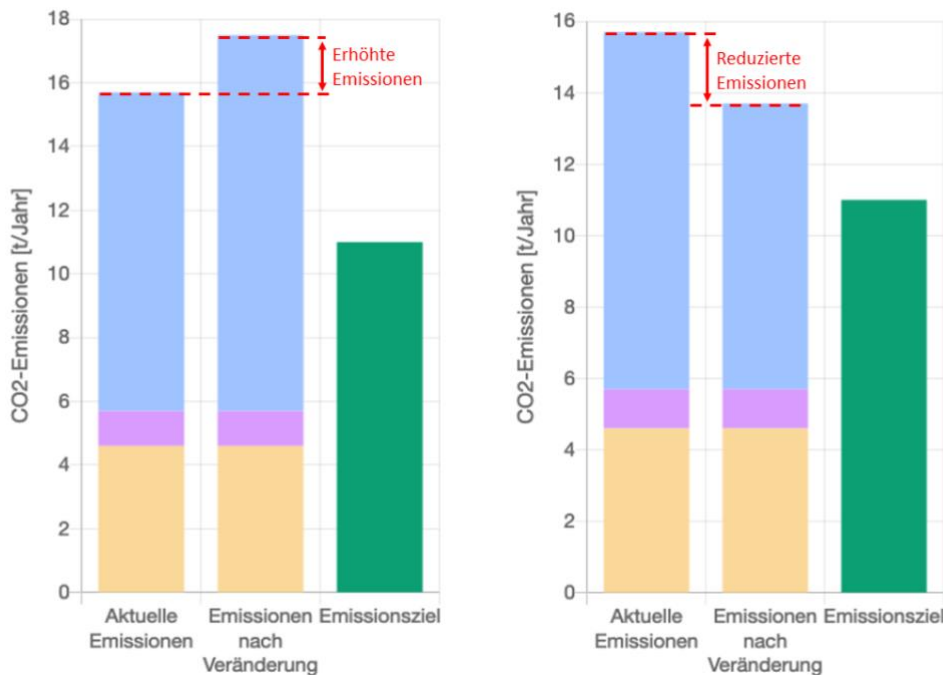 18
16
14
12
10
8
6
4
2
0
CO2-Emissionen [t/Jahr]
Erhöhte
Emissionen
Aktuelle
Emissionen
Emissionen
nach
Veränderung
Emissionsziel
16
14
12
10
8
6
4
2
0
CO2-Emissionen [t/Jahr]
Reduzierte
Emissionen
Aktuelle
Emissionen
Emissionen
nach
Veränderung
Emissionsziel